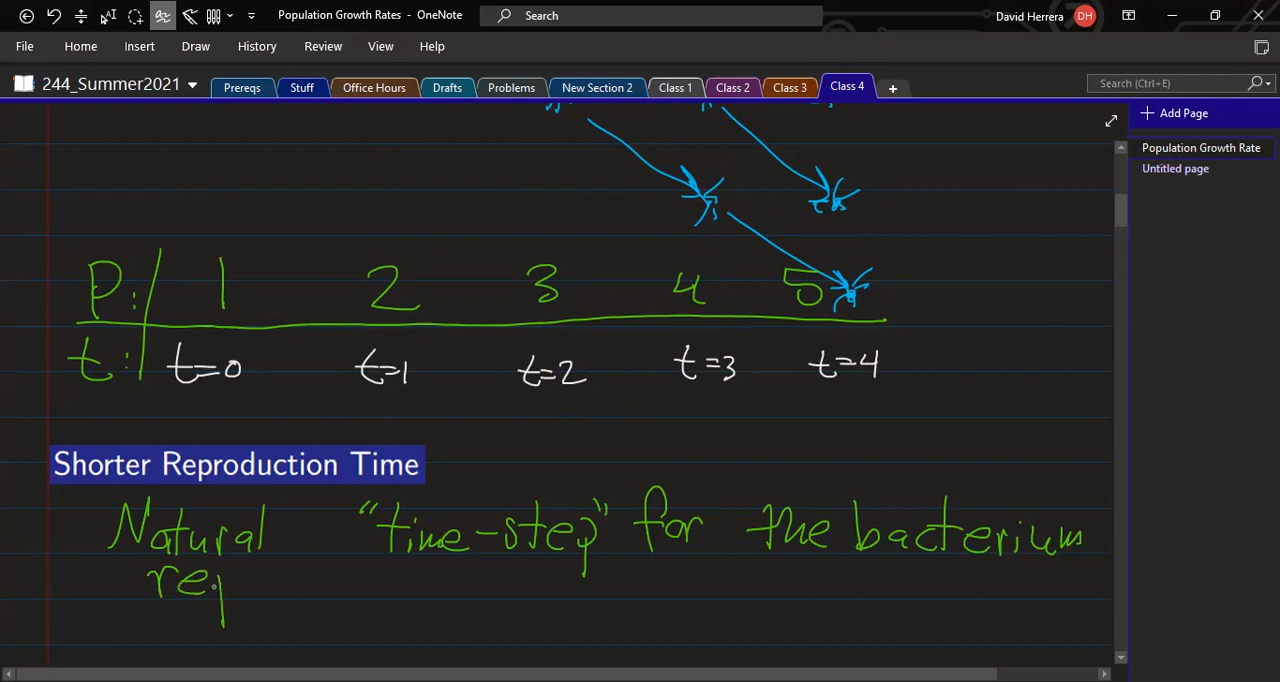 Population Growth Rates - OneNote
Search
David Herrera
DH
File Home Insert Draw History Review View Help
244_Summer2021
Prereqs Stuff Office Hours Drafts Problems New Section 2 Class 1 Class 2 Class 3 Class 4
Search (Ctrl+E)
Add Page
Population Growth Rate
Untitled page
P: 1 2 3 4 5
t: t=0 t=1 t=2 t=3 t=4
Shorter Reproduction Time
Natural "time-step" for the bacterium
rep